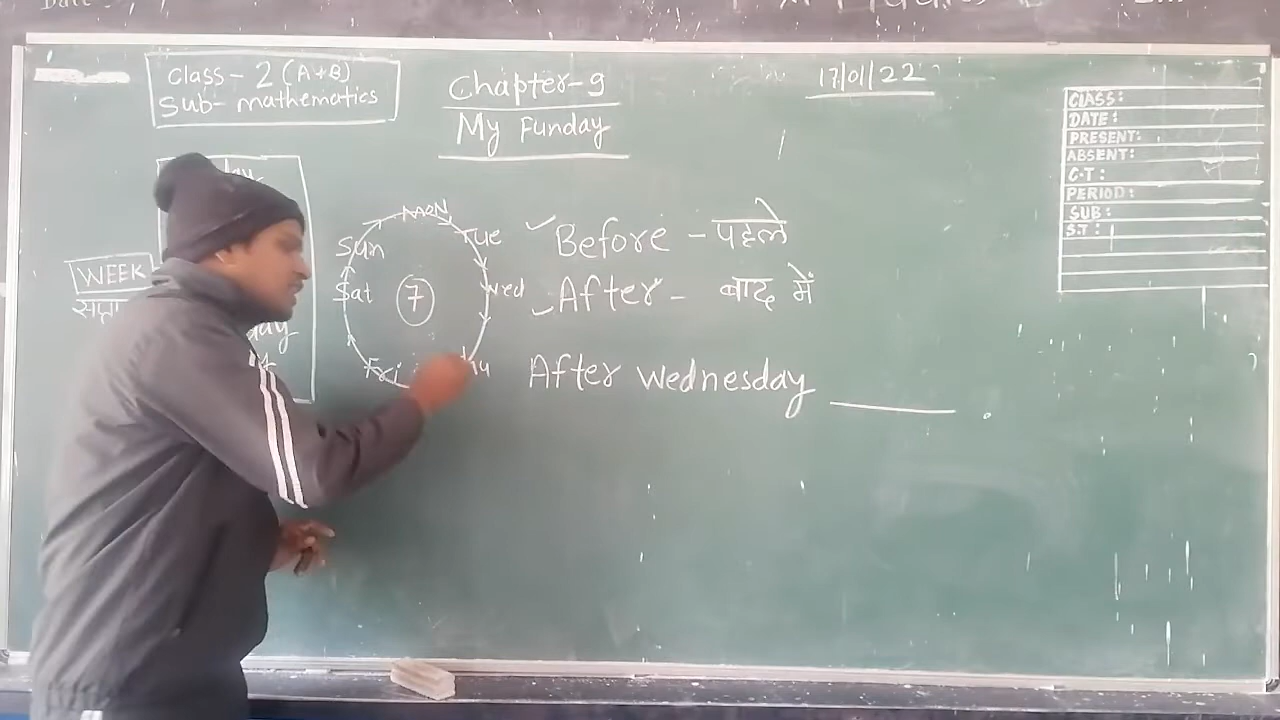 Class - 2 (A+B)
Sub- mathematics
Chapter-9
My Funday
17/01/22
CLASS:
DATE:
PRESENT:
ABSENT:
C.T:
PERIOD:
SUB:
S.T:
WEEK
MON
Tue
Wed
Fri
Sat
Sun
7
Before - पहले
After - बाद में
After Wednesday ______ .